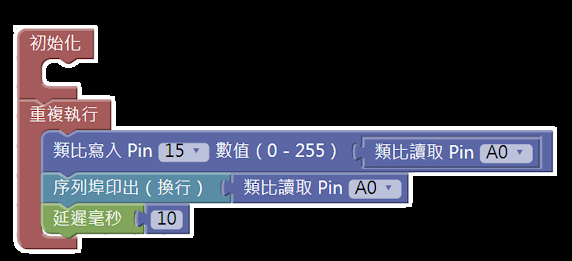 初始化
重複執行
類比寫入 Pin 15 數值 ( 0 - 255 ) 類比讀取 Pin A0
序列埠印出 ( 換行 ) 類比讀取 Pin A0
延遲毫秒 10